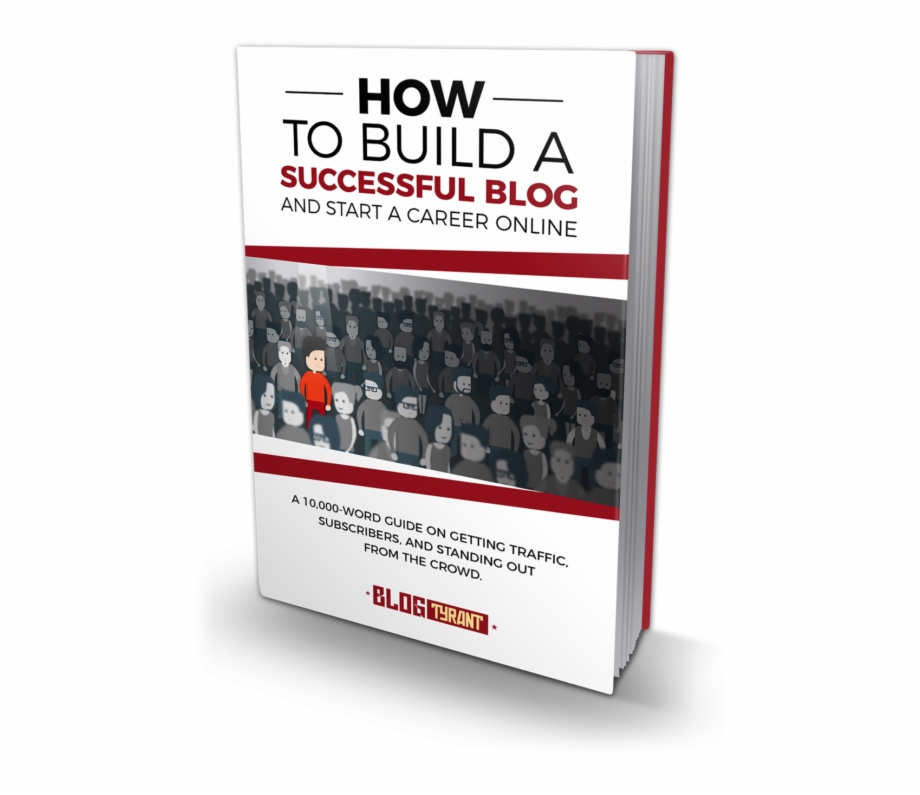 HOW
TO BUILD A
SUCCESSFUL BLOG
AND START A CAREER ONLINE
A 10,000-WORD GUIDE ON GETTING TRAFFIC,
SUBSCRIBERS, AND STANDING OUT
FROM THE CROWD.
BLOG TYRANT